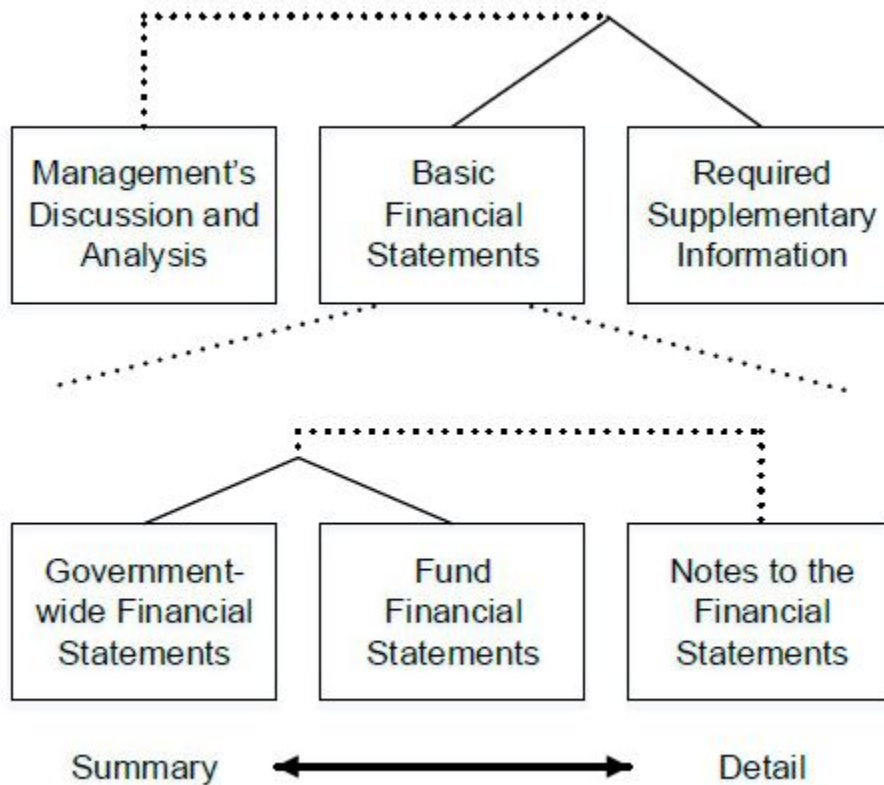 Management's
Discussion and
Analysis
Basic
Financial
Statements
Required
Supplementary
Information
Government-
wide Financial
Statements
Fund
Financial
Statements
Notes to the
Financial
Statements
Summary
Detail